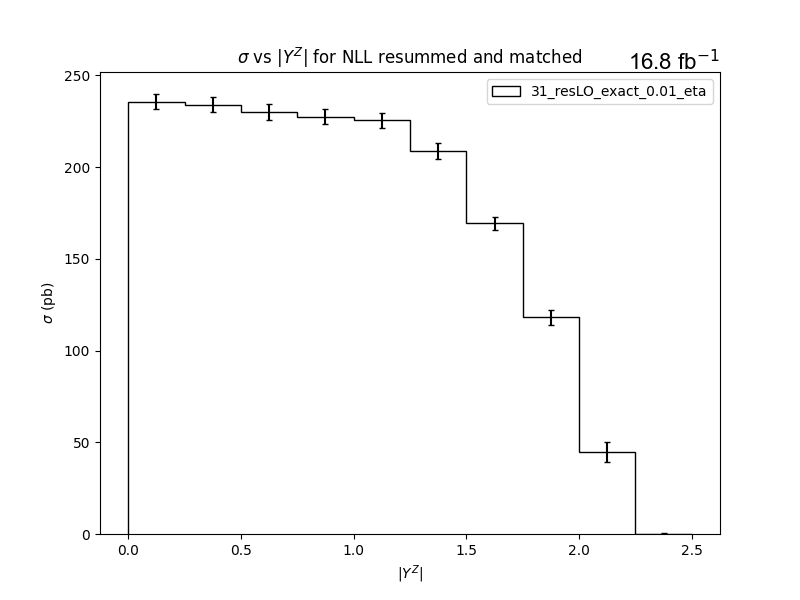 σ vs |Y^Z| for NLL resummed and matched
16.8 fb⁻¹
31_resLO_exact_0.01_eta
250
200
150
100
50
0
σ (pb)
0.0 0.5 1.0 1.5 2.0 2.5
|Y^Z|